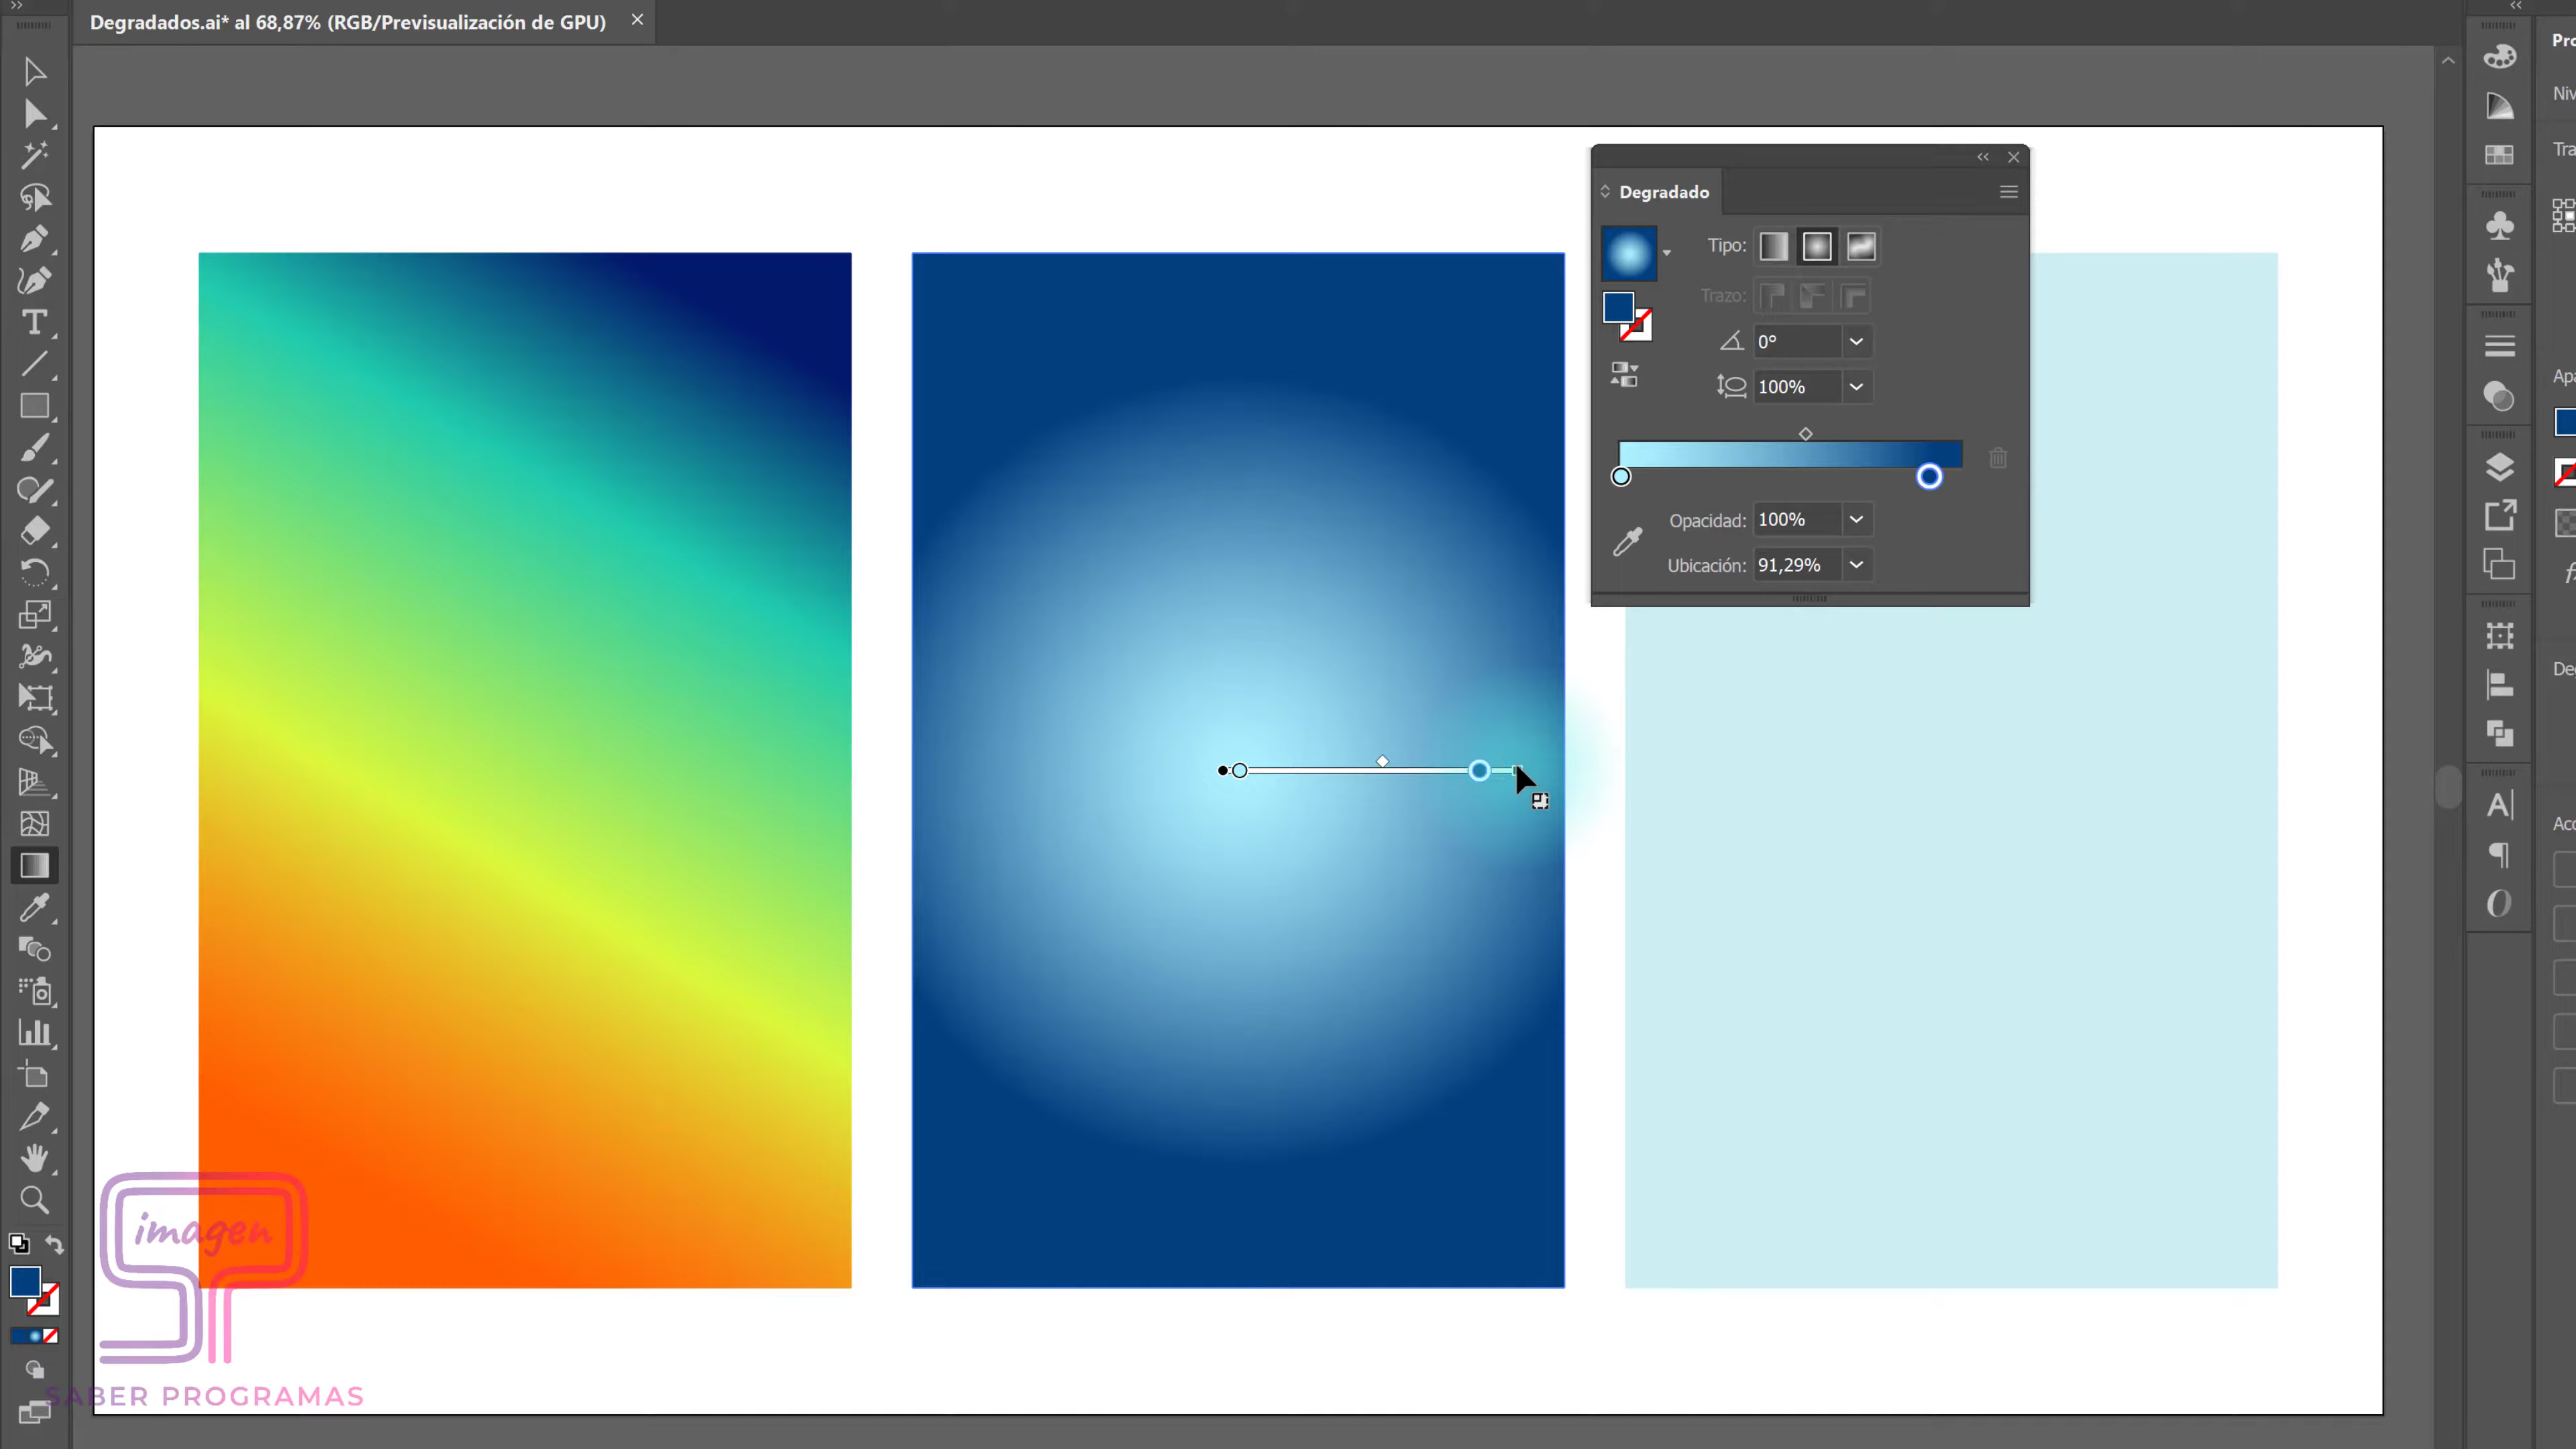 Degradados.ai* al 68,87% (RGB/Previsualización de GPU)
Degradado
Tipo:
Trazo:
0°
100%
Opacidad: 100%
Ubicación: 91,29%
imagen
SABER PROGRAMAS